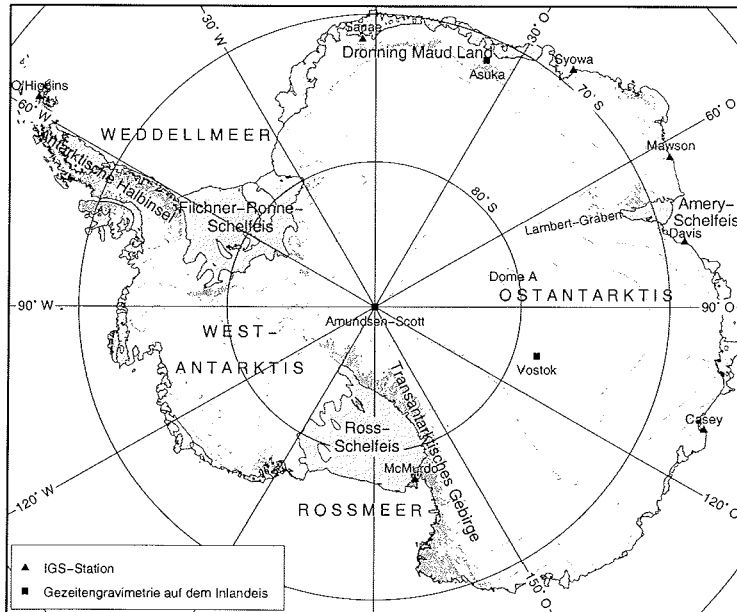 30° W
30° O
Sanae
Dronning Maud Land
Asuka
Syowa
70° S
O'Higgins
60° W
60° O
WEDDELLMEER
Antarktische Halbinsel
Mawson
80° S
Filchner-Ronne-
Schelfeis
Lambert-Graben
Amery-
Schelfeis
Davis
Dome A
OSTANTARKTIS
90° W
90° O
Amundsen-Scott
WEST-
ANTARKTIS
Vostok
Transantarktisches Gebirge
Ross-
Schelfeis
Casey
McMurdo
120° W
120° O
ROSSMEER
150° O
IGS-Station
Gezeitengravimetrie auf dem Inlandeis